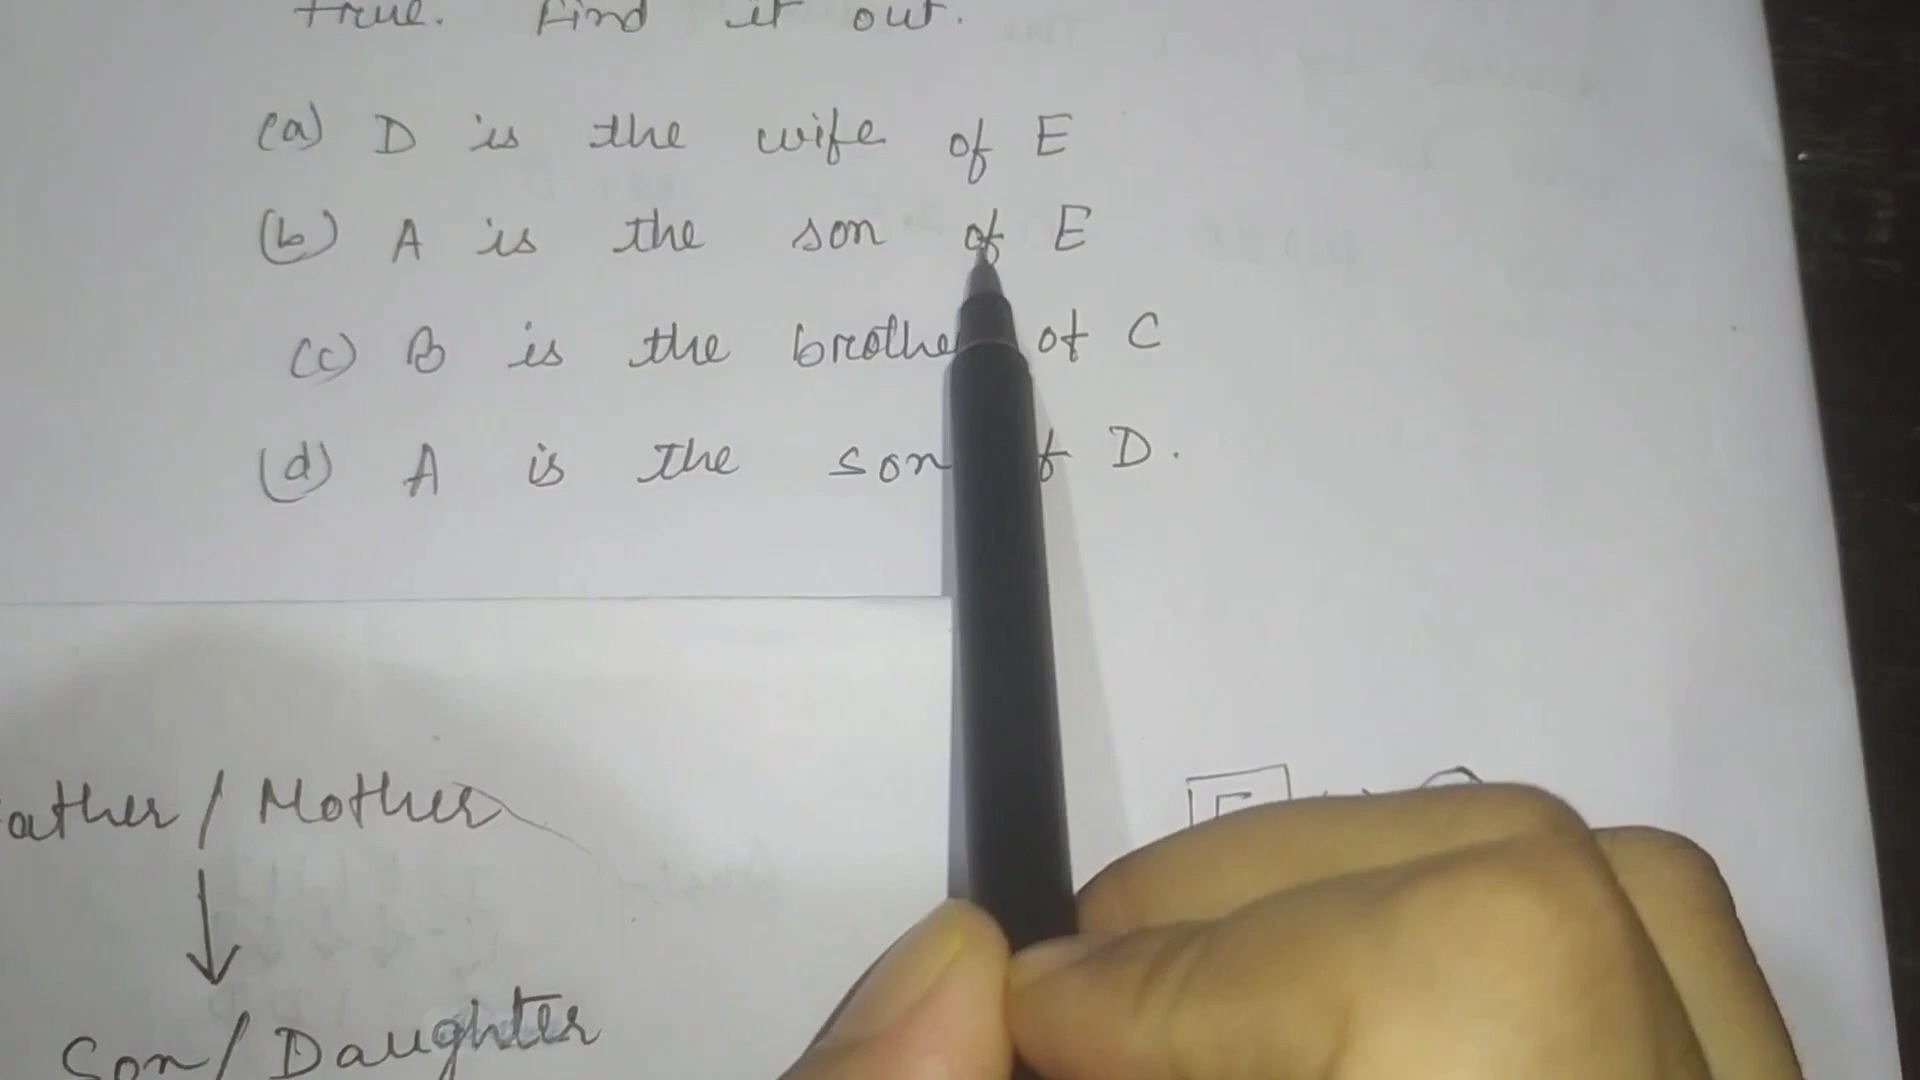 true. Find it out.
(a) D is the wife of E
(b) A is the son of E
(c) B is the brother of C
(d) A is the son of D.
Father / Mother
Son / Daughter